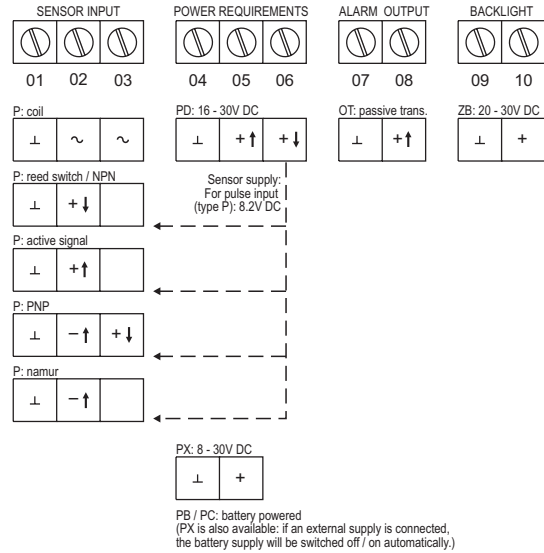 SENSOR INPUT
POWER REQUIREMENTS
ALARM OUTPUT
BACKLIGHT
01 02 03
04 05 06
07 08
09 10
P: coil
⊥ ~ ~
PD: 16 - 30V DC
⊥ +↑ +↓
OT: passive trans.
⊥ +↑
ZB: 20 - 30V DC
⊥ +
P: reed switch / NPN
⊥ +↓
Sensor supply:
For pulse input
(type P): 8.2V DC
P: active signal
⊥ +↑
P: PNP
⊥ −↑ +↓
P: namur
⊥ −↑
PX: 8 - 30V DC
⊥ +
PB / PC: battery powered
(PX is also available: if an external supply is connected,
the battery supply will be switched off / on automatically.)